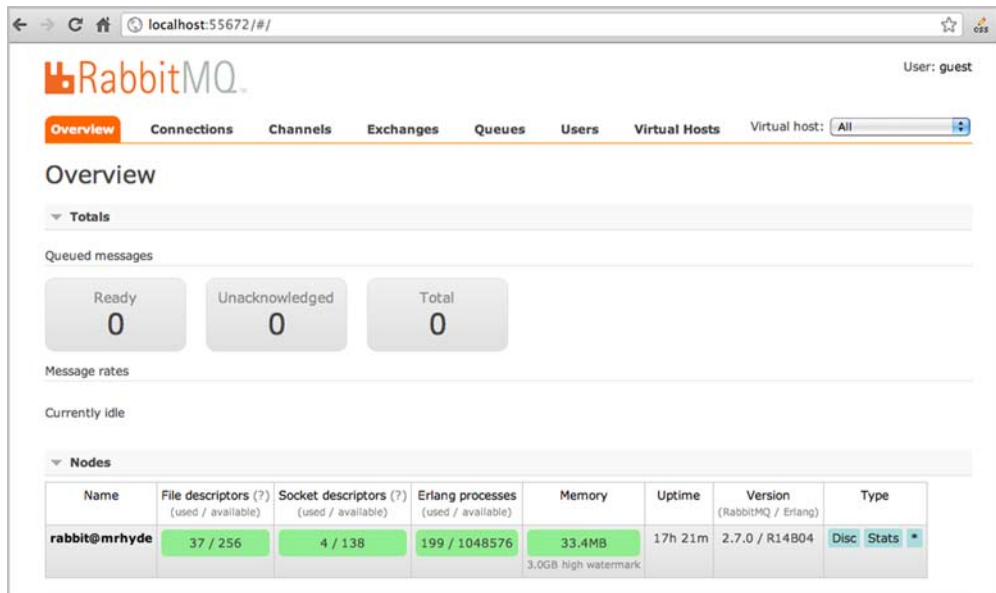 localhost:55672/#/
css
RabbitMQ
User: guest
Overview Connections Channels Exchanges Queues Users Virtual Hosts Virtual host: All
Overview
Totals
Queued messages
Ready Unacknowledged Total
0 0 0
Message rates
Currently idle
Nodes
Name File descriptors (?) Socket descriptors (?) Erlang processes Memory Uptime Version Type
(used / available) (used / available) (used / available) (RabbitMQ / Erlang)
rabbit@mrhyde 37 / 256 4 / 138 199 / 1048576 33.4MB 17h 21m 2.7.0 / R14B04 Disc Stats *
3.0GB high watermark